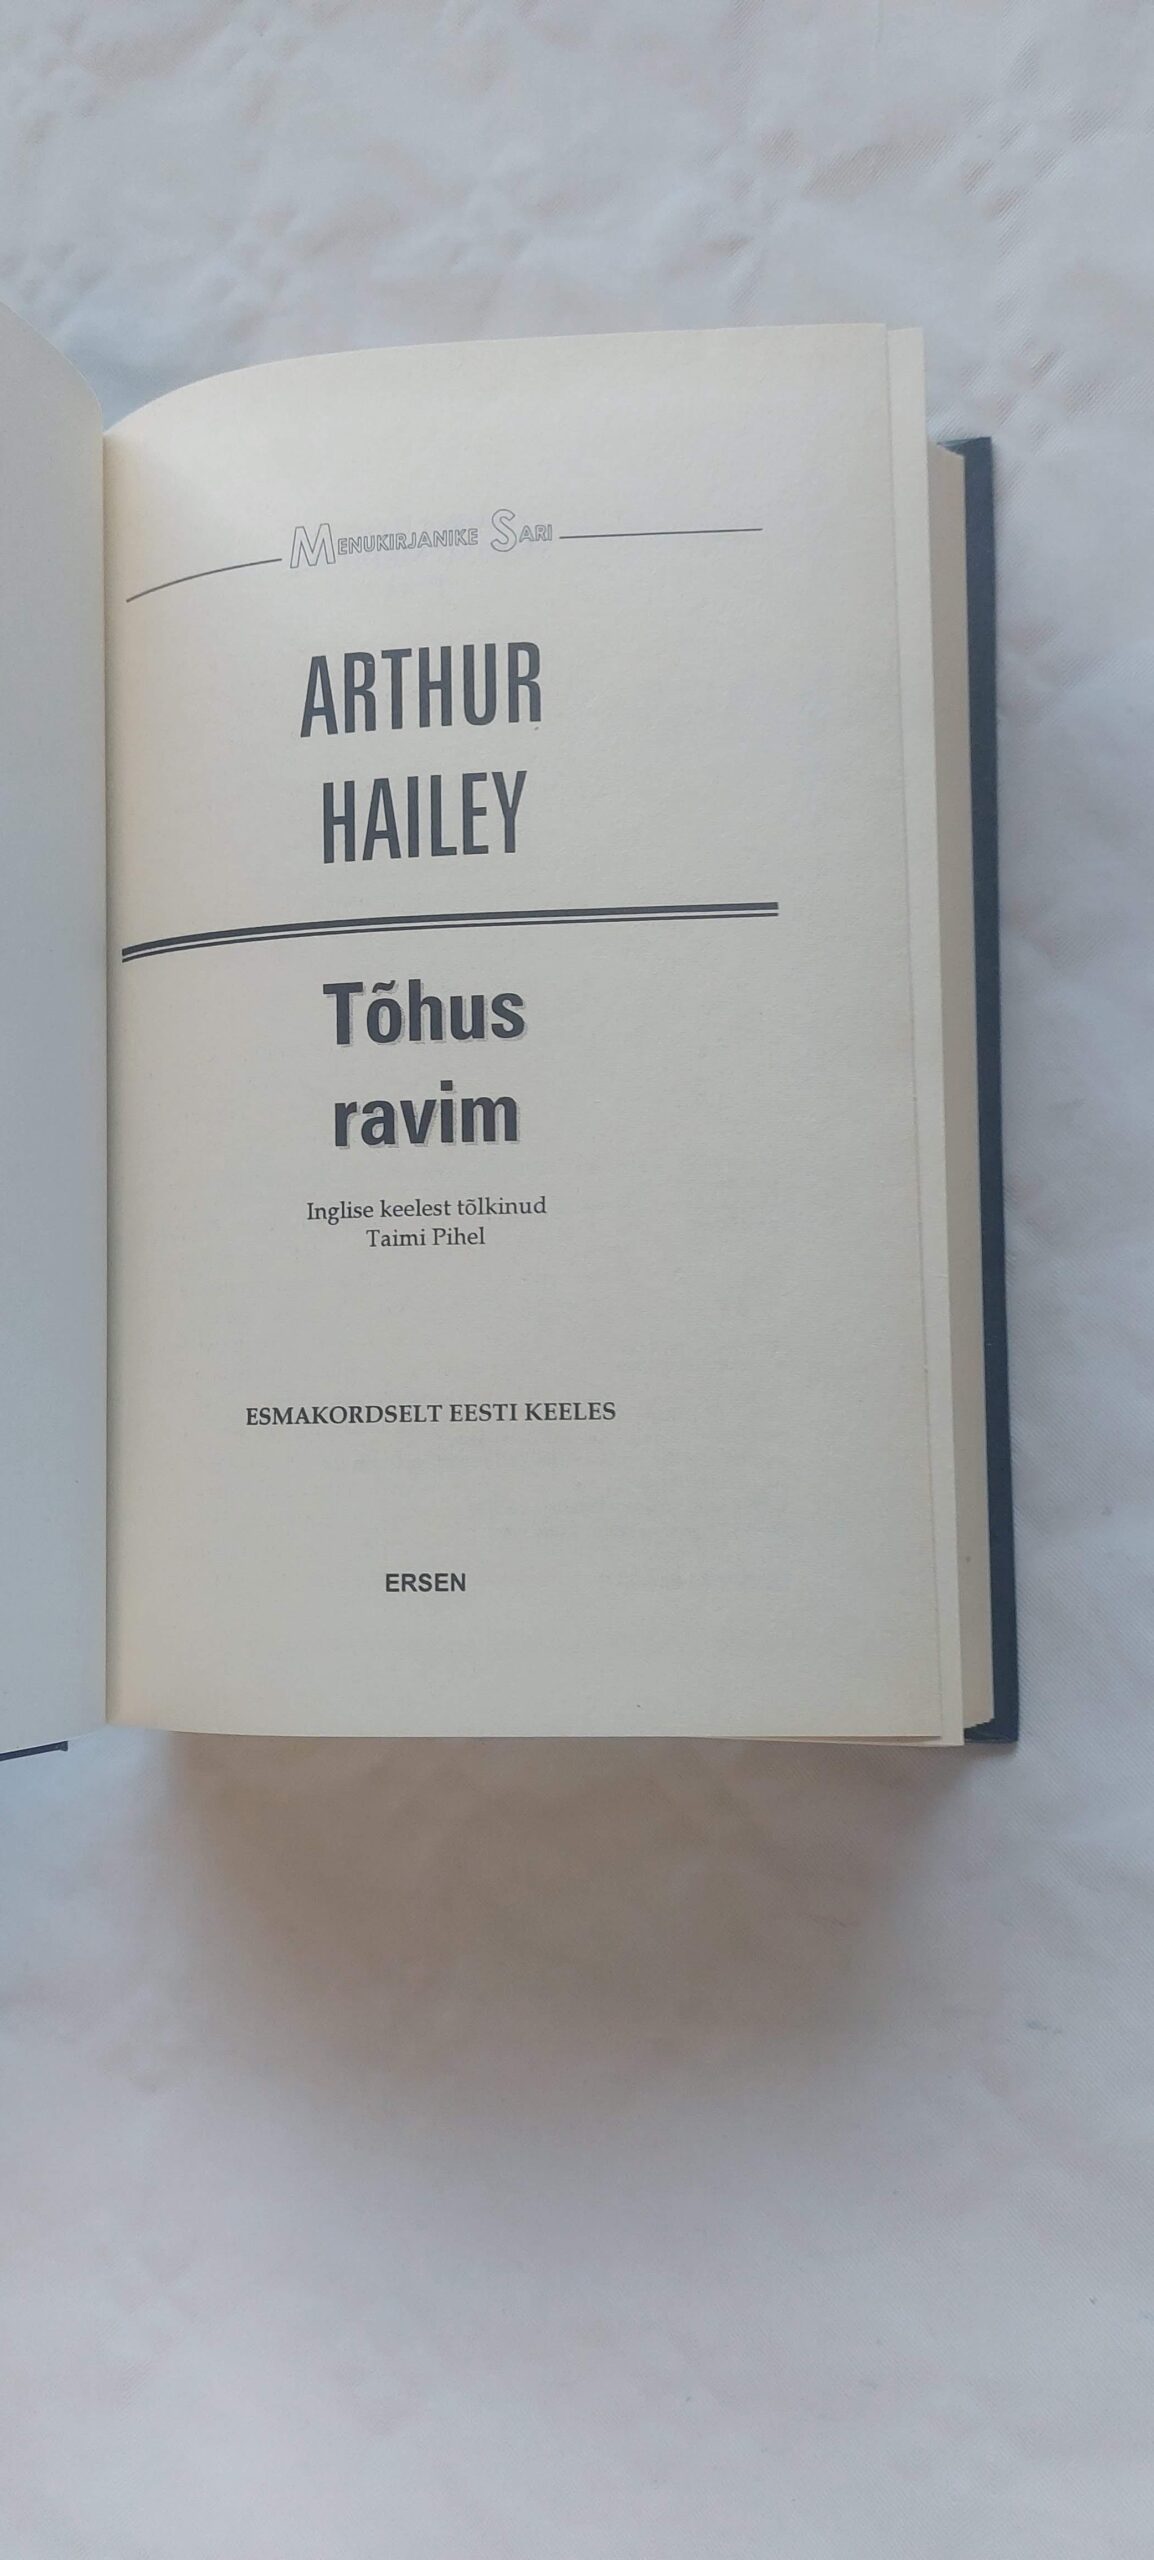 MENUKIRJANIKE SARI
ARTHUR
HAILEY
Tõhus
ravim
Inglise keelest tõlkinud
Taimi Pihel
ESMAKORDSELT EESTI KEELES
ERSEN